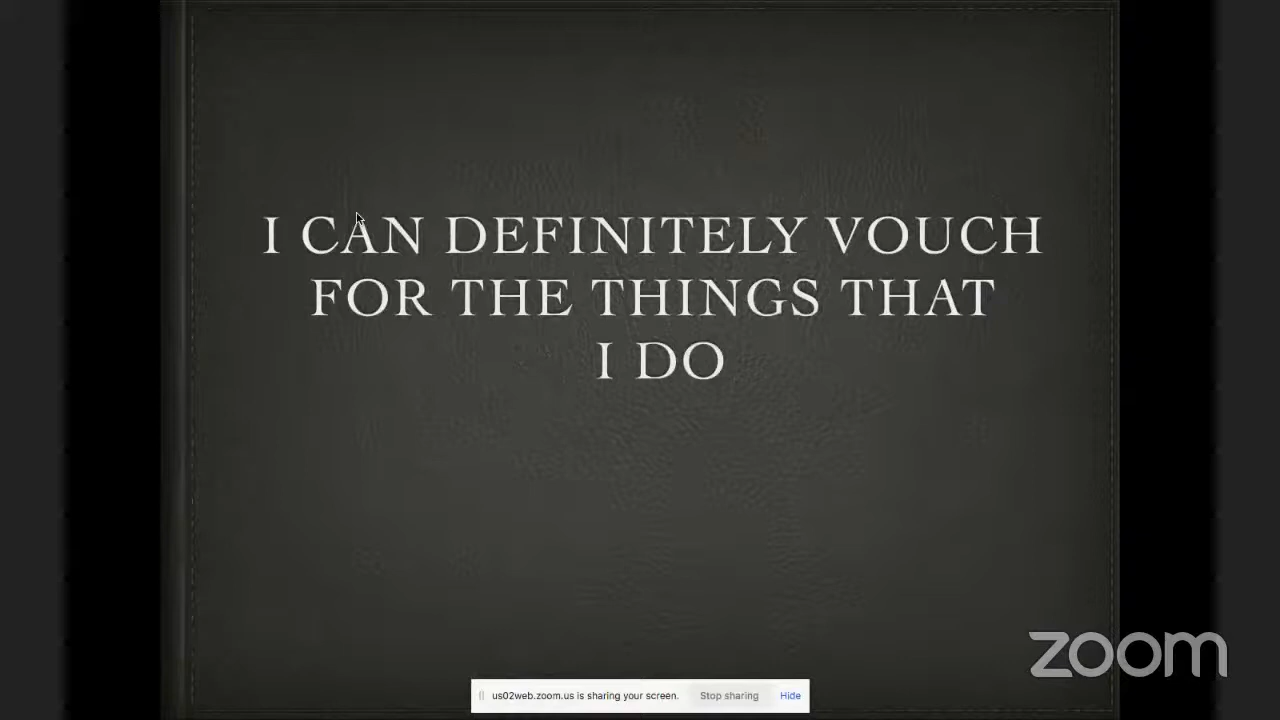 I CAN DEFINITELY VOUCH
FOR THE THINGS THAT
I DO
zoom
us02web.zoom.us is sharing your screen. Stop sharing Hide